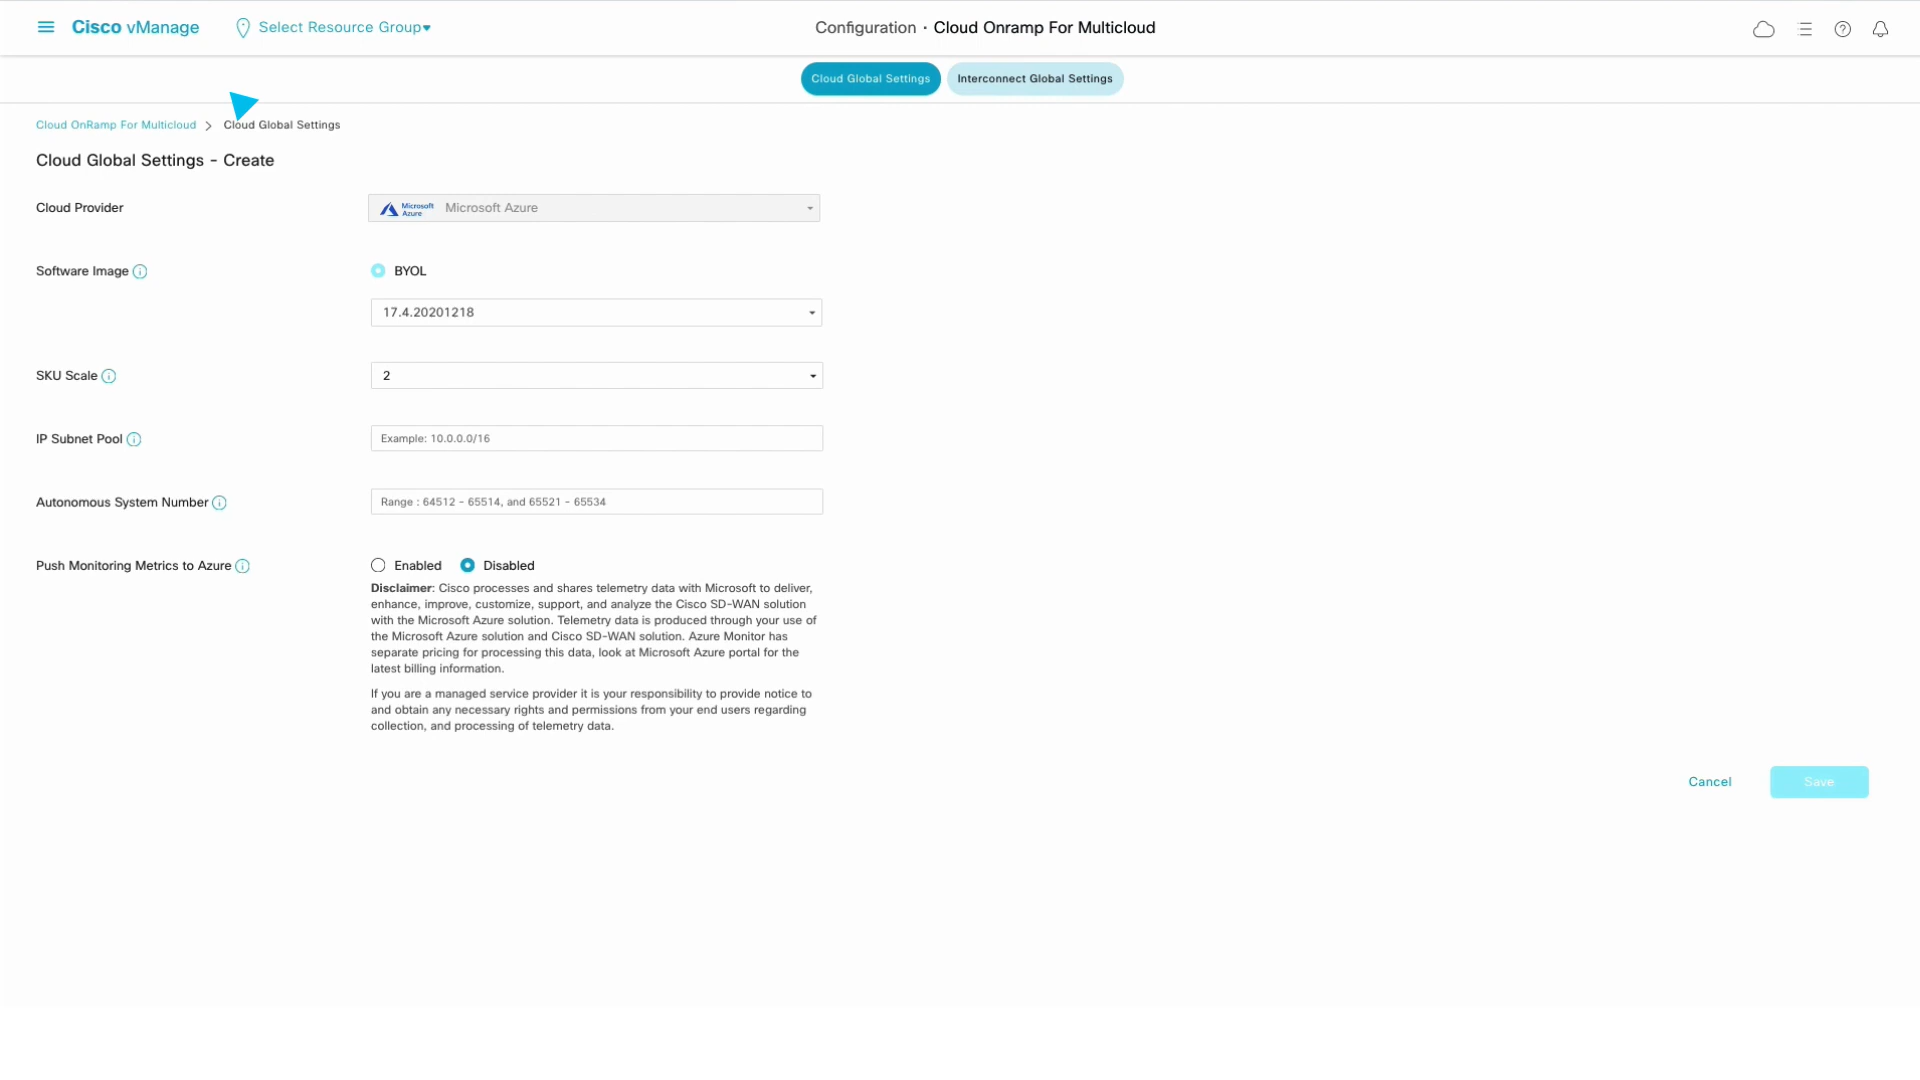 Cisco vManage
Select Resource Group
Configuration · Cloud Onramp For Multicloud
Cloud Global Settings
Interconnect Global Settings
Cloud OnRamp For Multicloud > Cloud Global Settings
Cloud Global Settings - Create
Cloud Provider
Microsoft
Azure
Microsoft Azure
Software Image
BYOL
17.4.20201218
SKU Scale
2
IP Subnet Pool
Example: 10.0.0.0/16
Autonomous System Number
Range : 64512 - 65514, and 65521 - 65534
Push Monitoring Metrics to Azure
Enabled
Disabled
Disclaimer: Cisco processes and shares telemetry data with Microsoft to deliver,
enhance, improve, customize, support, and analyze the Cisco SD-WAN solution
with the Microsoft Azure solution. Telemetry data is produced through your use of
the Microsoft Azure solution and Cisco SD-WAN solution. Azure Monitor has
separate pricing for processing this data, look at Microsoft Azure portal for the
latest billing information.
If you are a managed service provider it is your responsibility to provide notice to
and obtain any necessary rights and permissions from your end users regarding
collection, and processing of telemetry data.
Cancel
Save